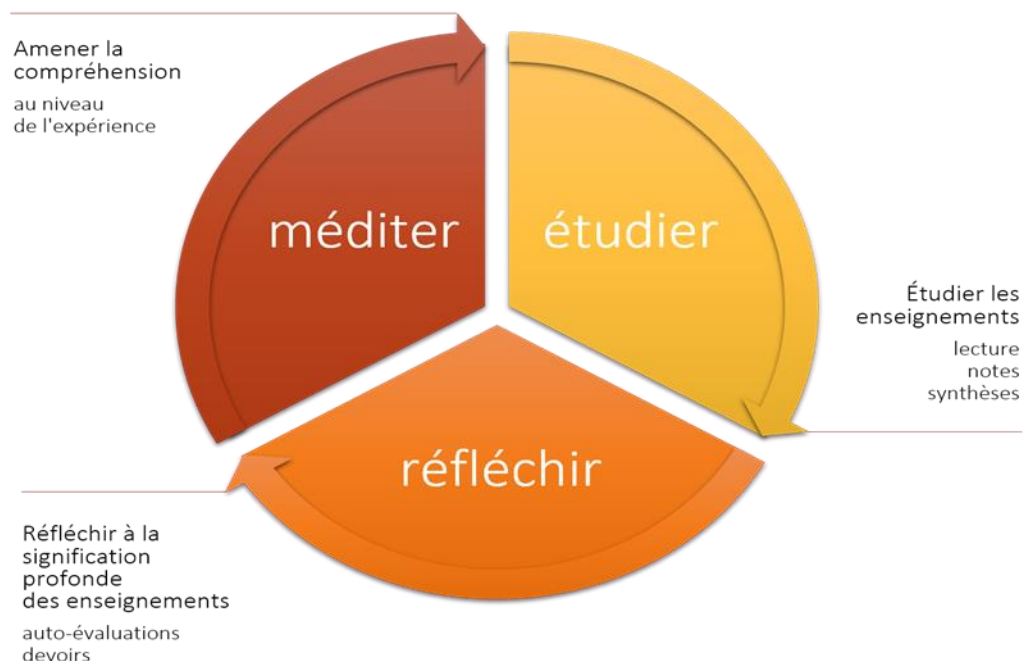 Amener la
compréhension
au niveau
de l'expérience
méditer
étudier
Étudier les
enseignements
lecture
notes
synthèses
réfléchir
Réfléchir à la
signification
profonde
des enseignements
auto-évaluations
devoirs